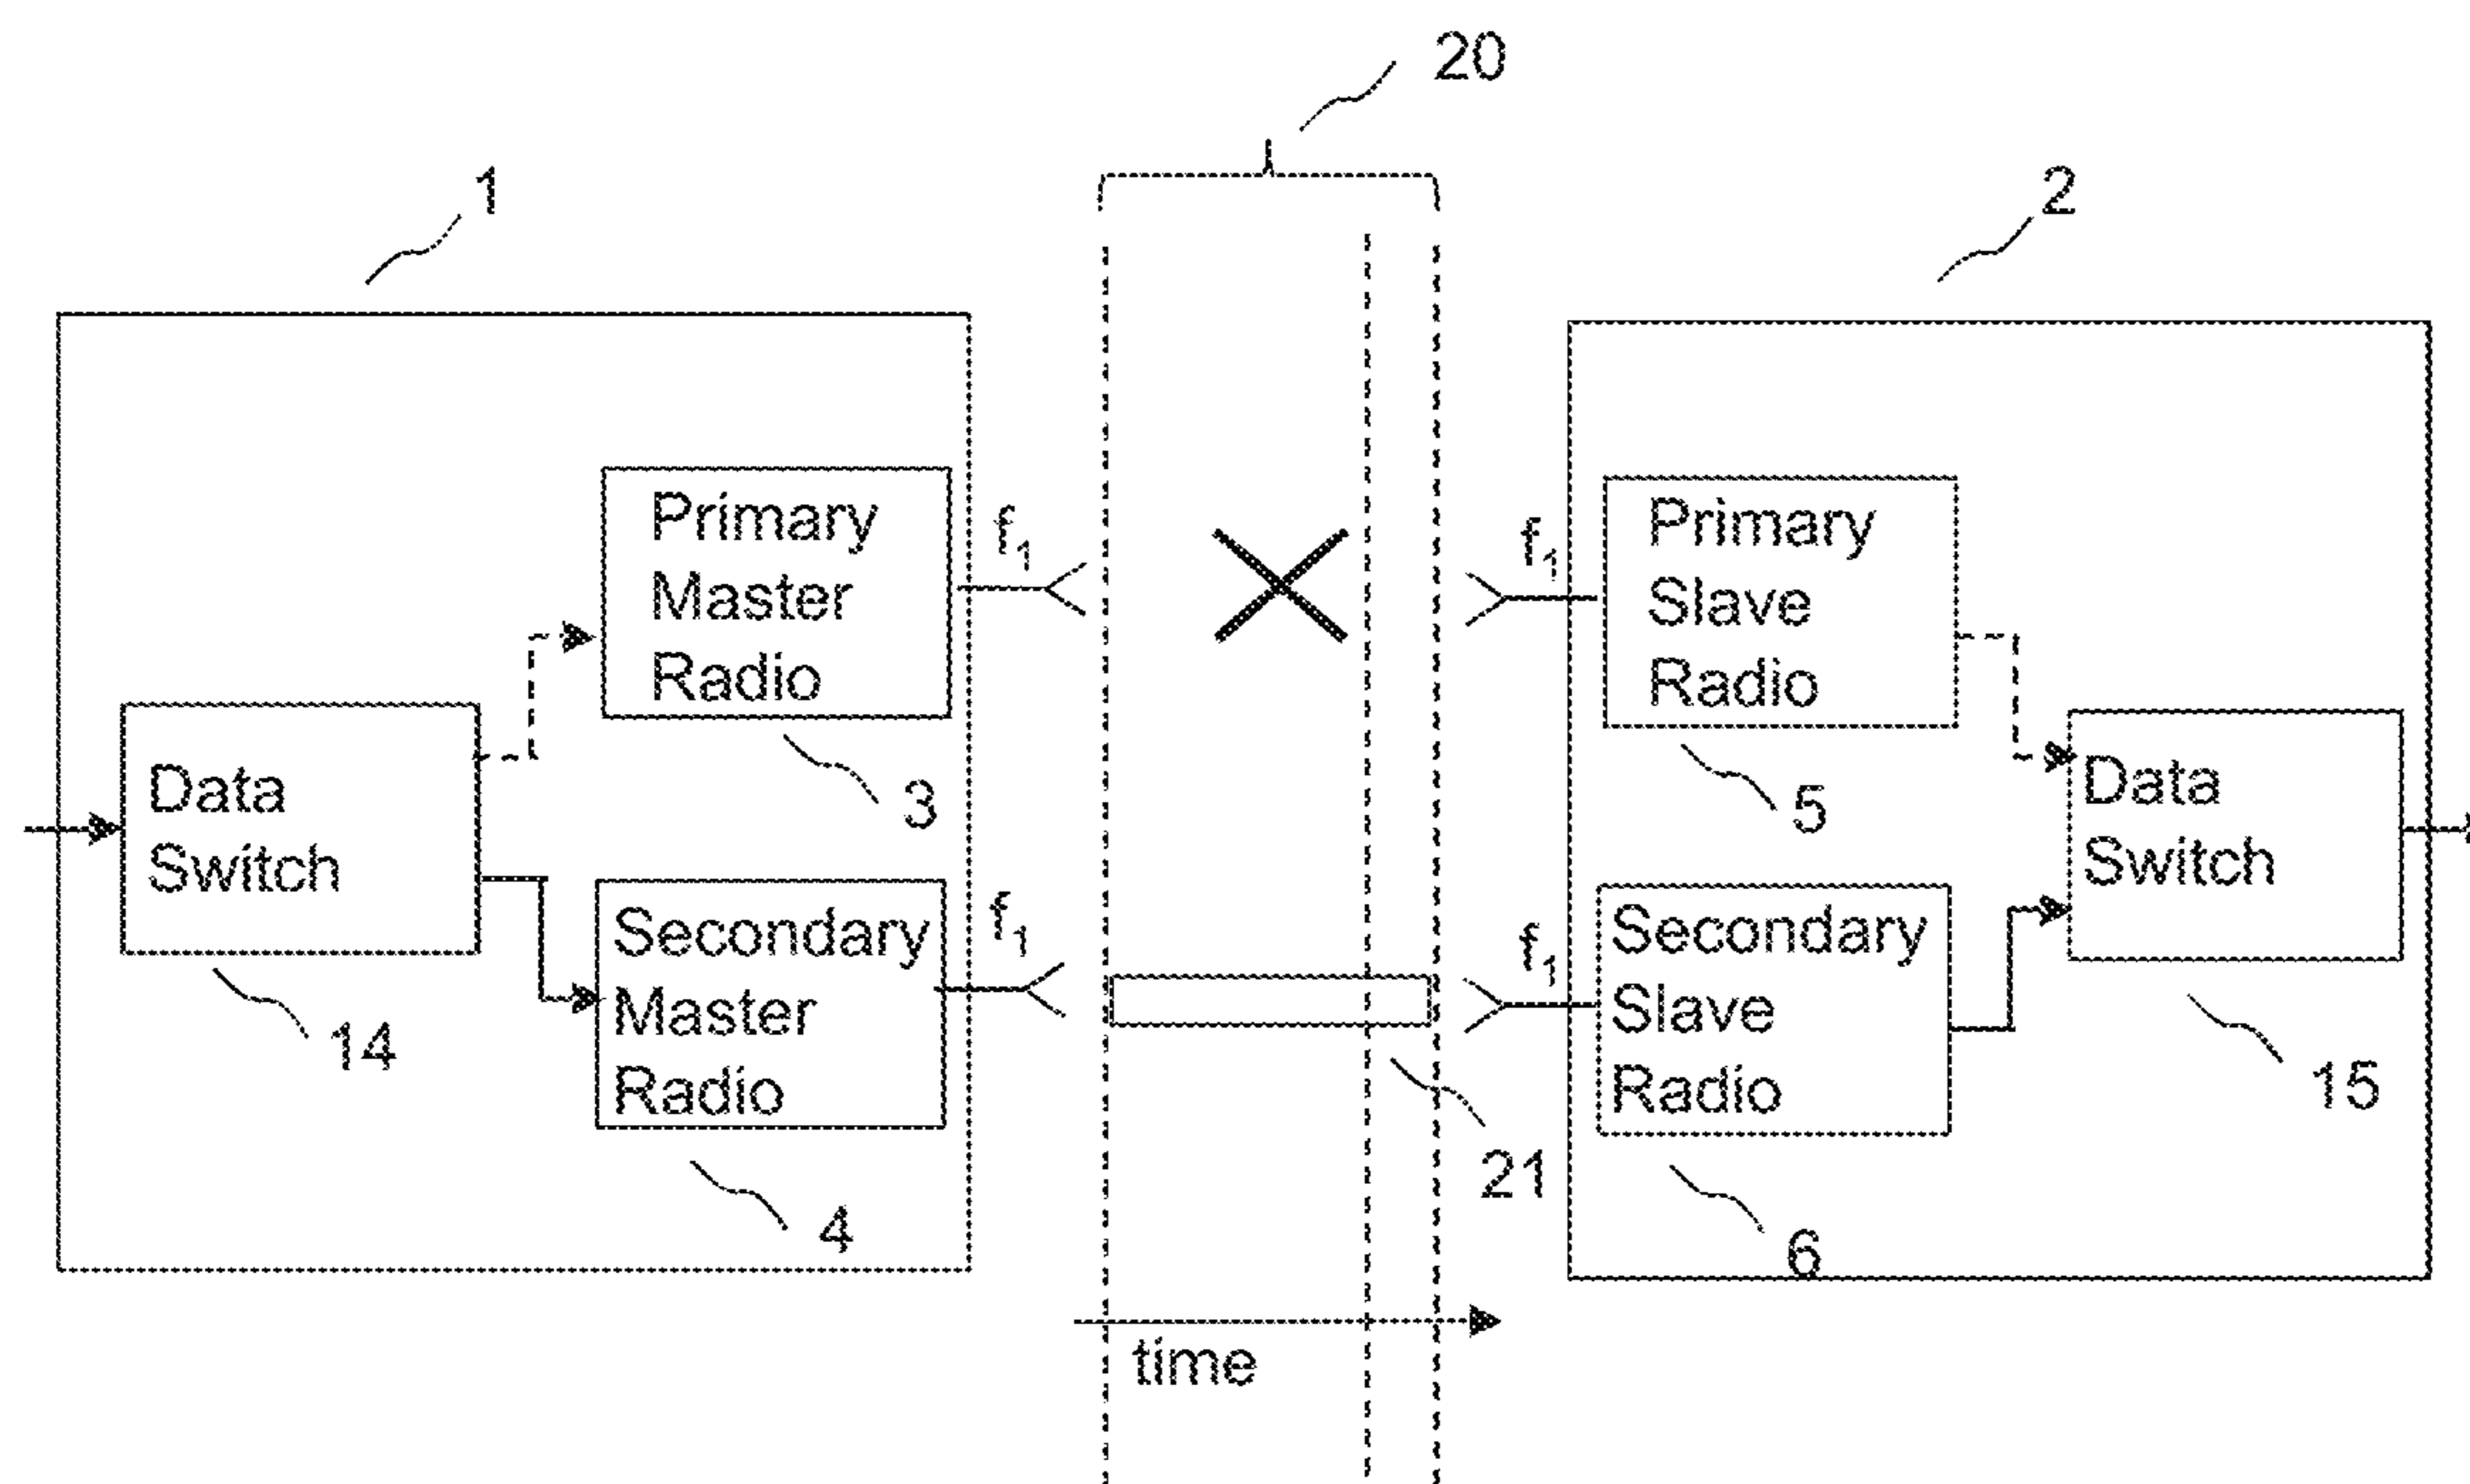 20
1
2
Primary
Master
Radio
f1
f1
Primary
Slave
Radio
3
5
Data
Switch
Data
Switch
Secondary
Master
Radio
f1
f1
Secondary
Slave
Radio
14
15
4
21
6
time